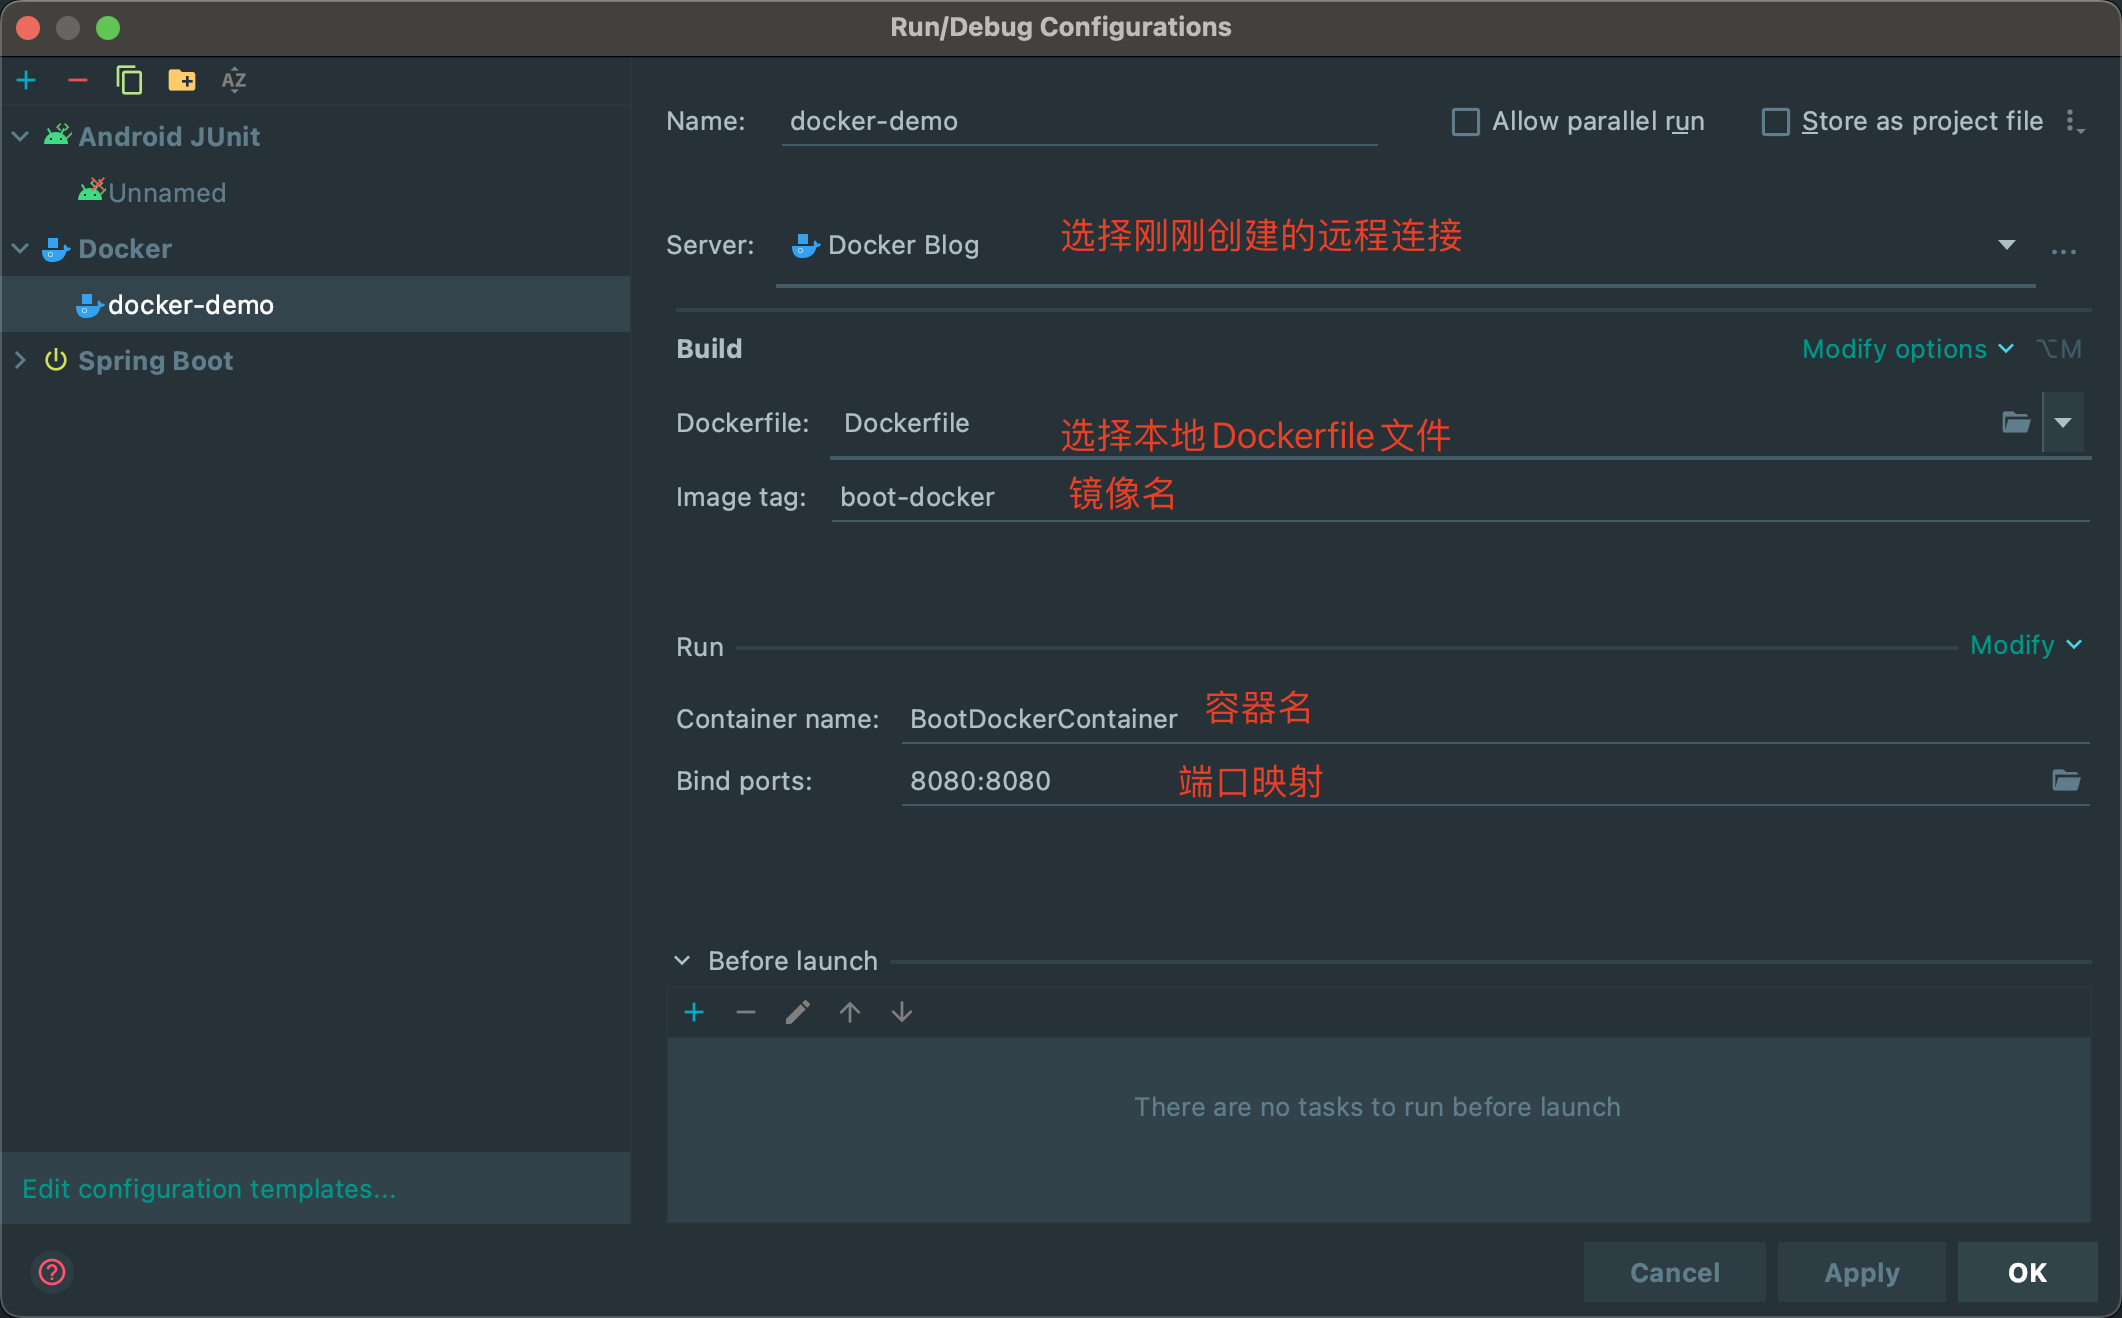 Run/Debug Configurations
AZ
Android JUnit
Unnamed
Docker
docker-demo
Spring Boot
Edit configuration templates...
Name: docker-demo
Allow parallel run
Store as project file
Server: Docker Blog 选择刚刚创建的远程连接
Build
Modify options ⌥M
Dockerfile: Dockerfile 选择本地Dockerfile文件
Image tag: boot-docker 镜像名
Run
Modify
Container name: BootDockerContainer 容器名
Bind ports: 8080:8080 端口映射
Before launch
There are no tasks to run before launch
Cancel
Apply
OK